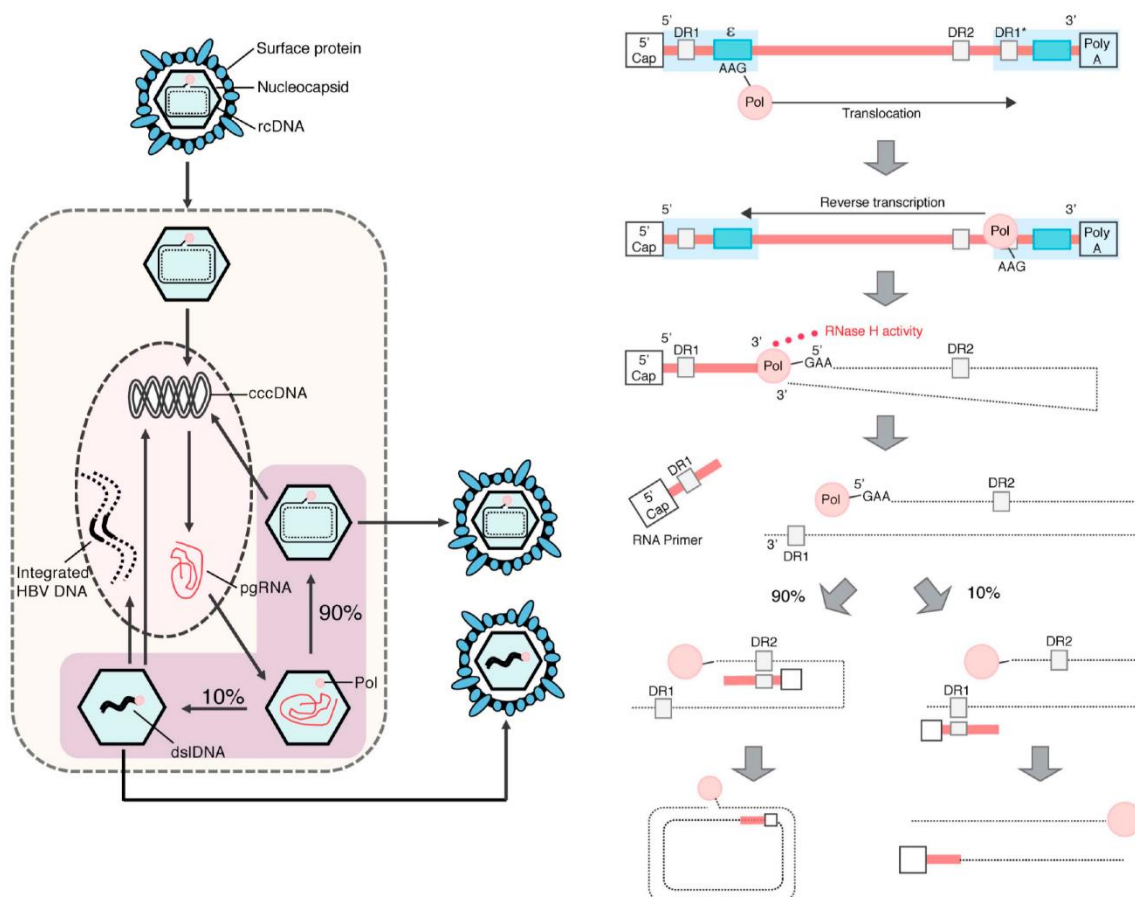 Surface protein
Nucleocapsid
rcDNA
cccDNA
Integrated
HBV DNA
pgRNA
90%
Pol
10%
dslDNA
5'
DR1
ε
DR2
DR1*
3'
5'
Cap
Poly
A
AAG
Pol
Translocation
5'
Reverse transcription
3'
5'
Cap
Pol
Poly
A
AAG
RNase H activity
5'
DR1
3'
5'
DR2
5'
Cap
Pol
GAA
3'
DR1
5'
Cap
RNA Primer
5'
Pol
GAA
DR2
3'
DR1
90%
10%
DR2
DR1
DR2
DR1